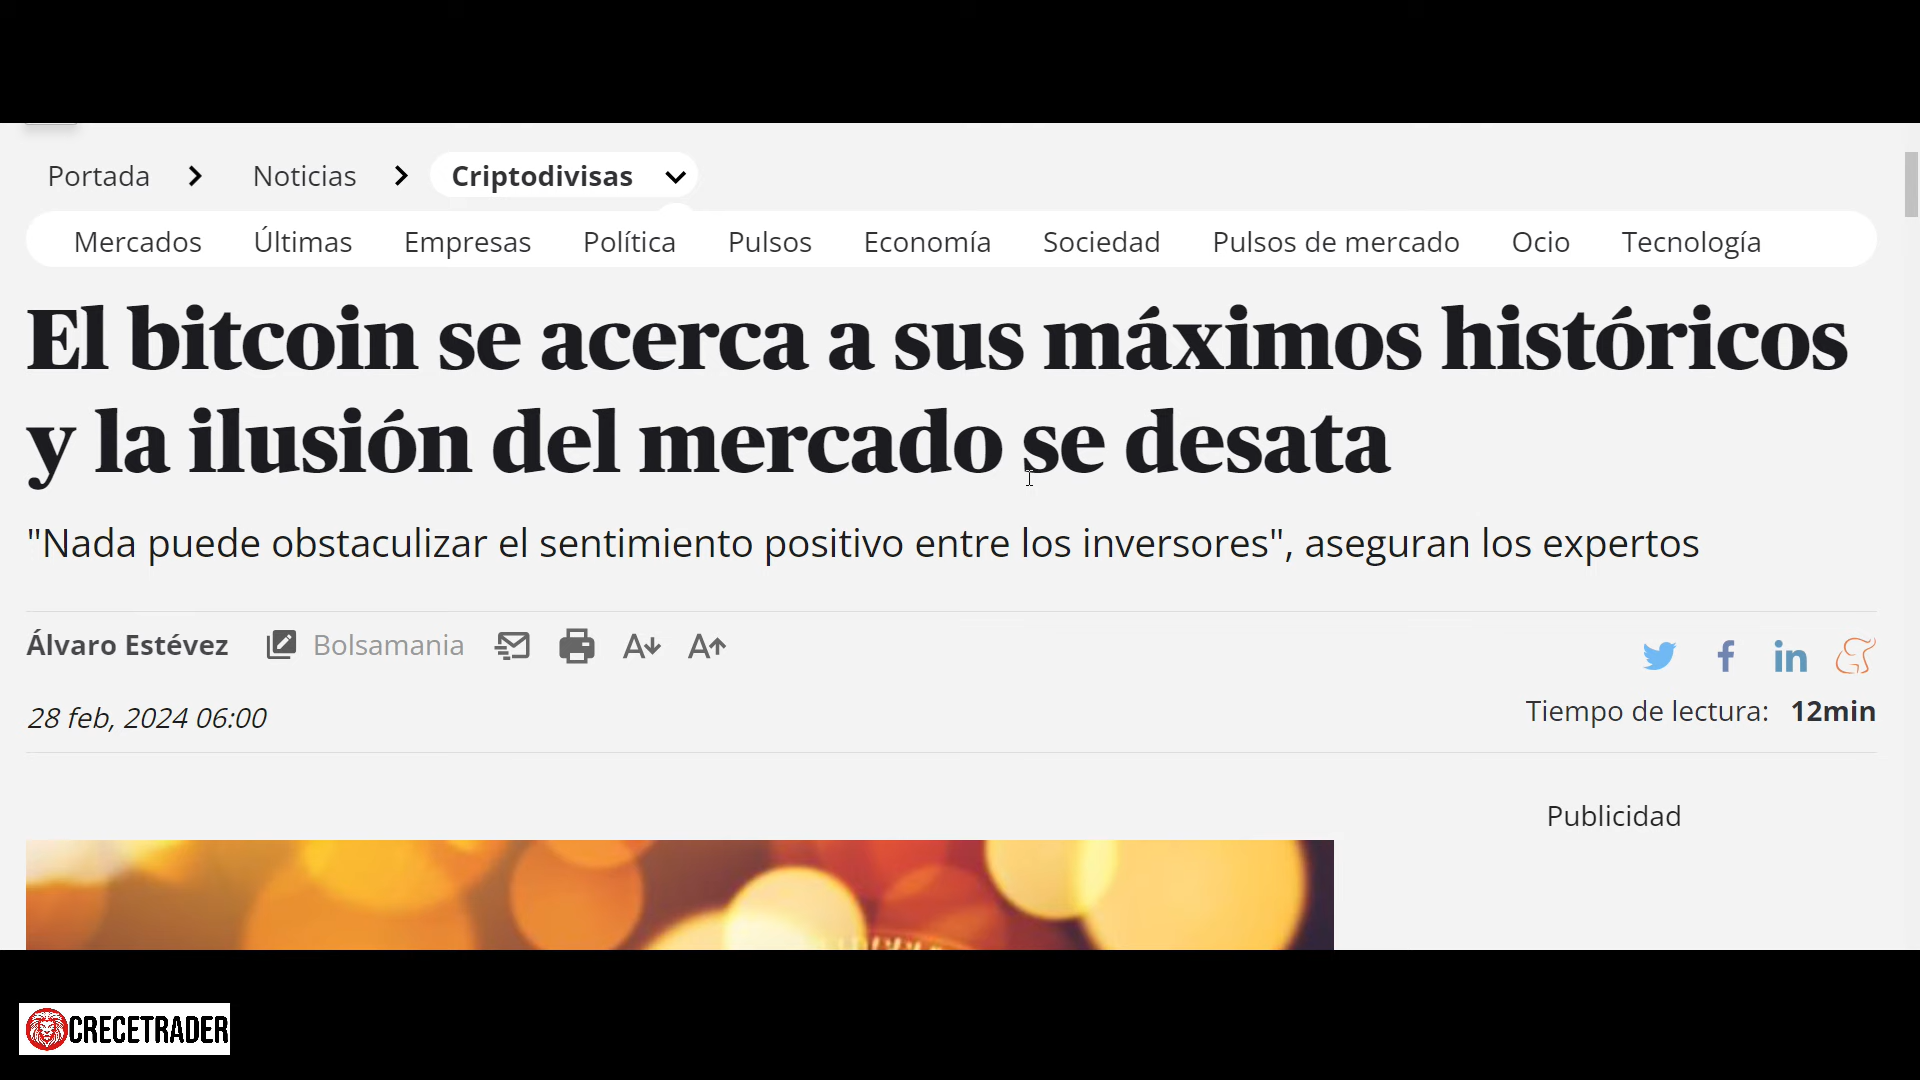 Portada Noticias Criptodivisas
Mercados Últimas Empresas Política Pulsos Economía Sociedad Pulsos de mercado Ocio Tecnología
El bitcoin se acerca a sus máximos históricos
y la ilusión del mercado se desata
"Nada puede obstaculizar el sentimiento positivo entre los inversores", aseguran los expertos
Álvaro Estévez Bolsamania
28 feb, 2024 06:00
Tiempo de lectura: 12min
Publicidad
CRECETRADER